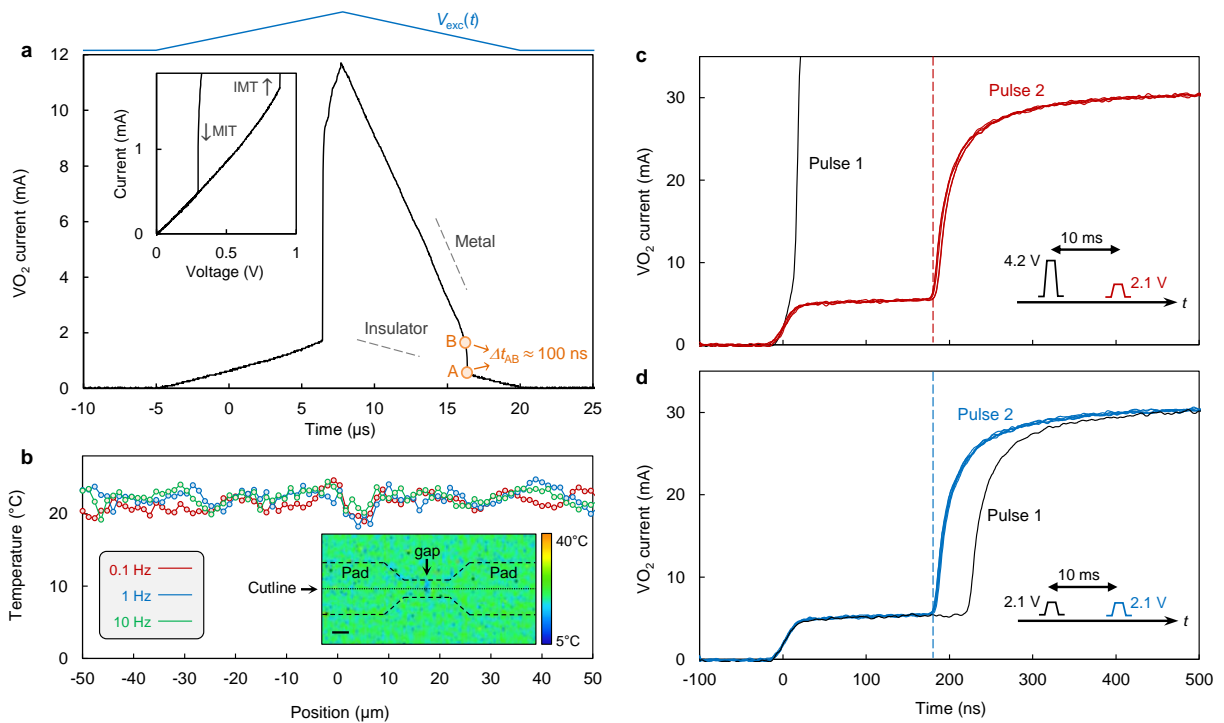 V_exc(t)
a
12
10
8
6
4
2
0
VO₂ current (mA)
-10 -5 0 5 10 15 20 25
Time (µs)
IMT ↑
↓ MIT
1
0
Current (mA)
0 0.5 1
Voltage (V)
Metal
Insulator
B
A
Δt_AB ≈ 100 ns
b
20
10
0
Temperature (°C)
-50 -40 -30 -20 -10 0 10 20 30 40 50
Position (µm)
0.1 Hz
1 Hz
10 Hz
Cutline
Pad
gap
Pad
40°C
5°C
c
30
20
10
0
VO₂ current (mA)
Pulse 2
Pulse 1
10 ms
4.2 V
2.1 V
t
d
30
20
10
0
VO₂ current (mA)
Pulse 2
Pulse 1
10 ms
2.1 V
2.1 V
t
-100 0 100 200 300 400 500
Time (ns)